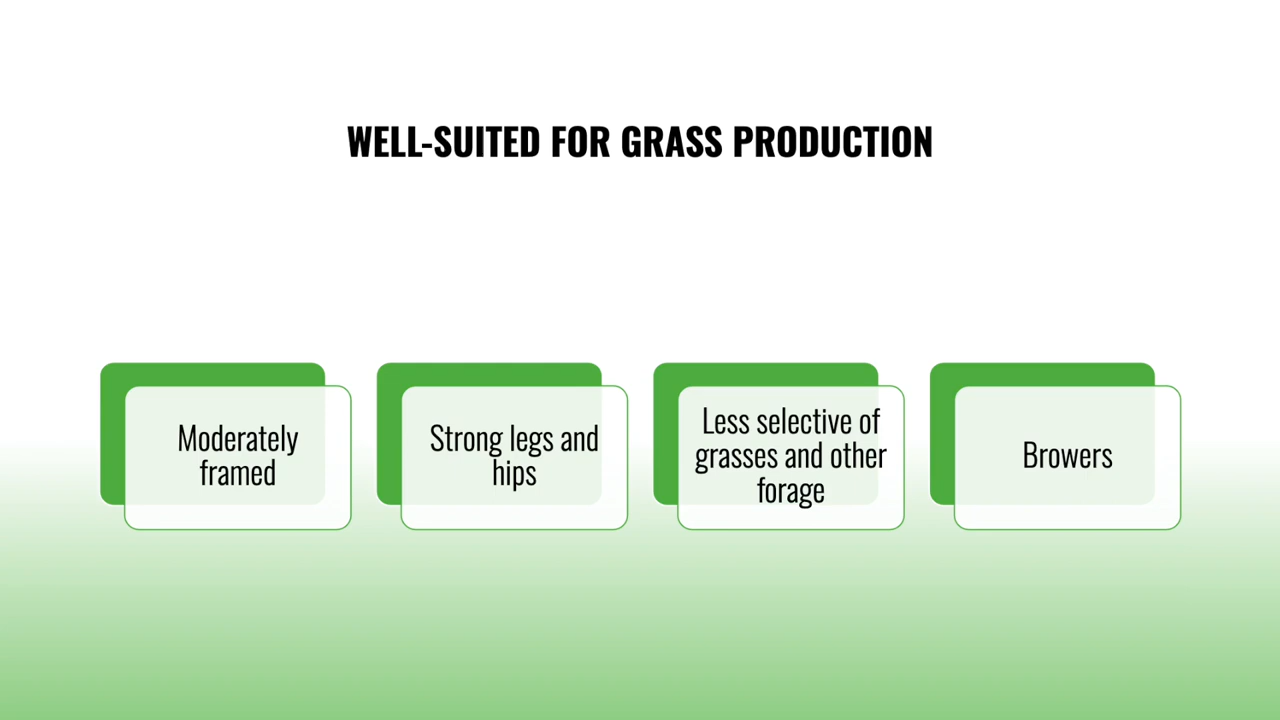 WELL-SUITED FOR GRASS PRODUCTION
Moderately
framed
Strong legs and
hips
Less selective of
grasses and other
forage
Browers